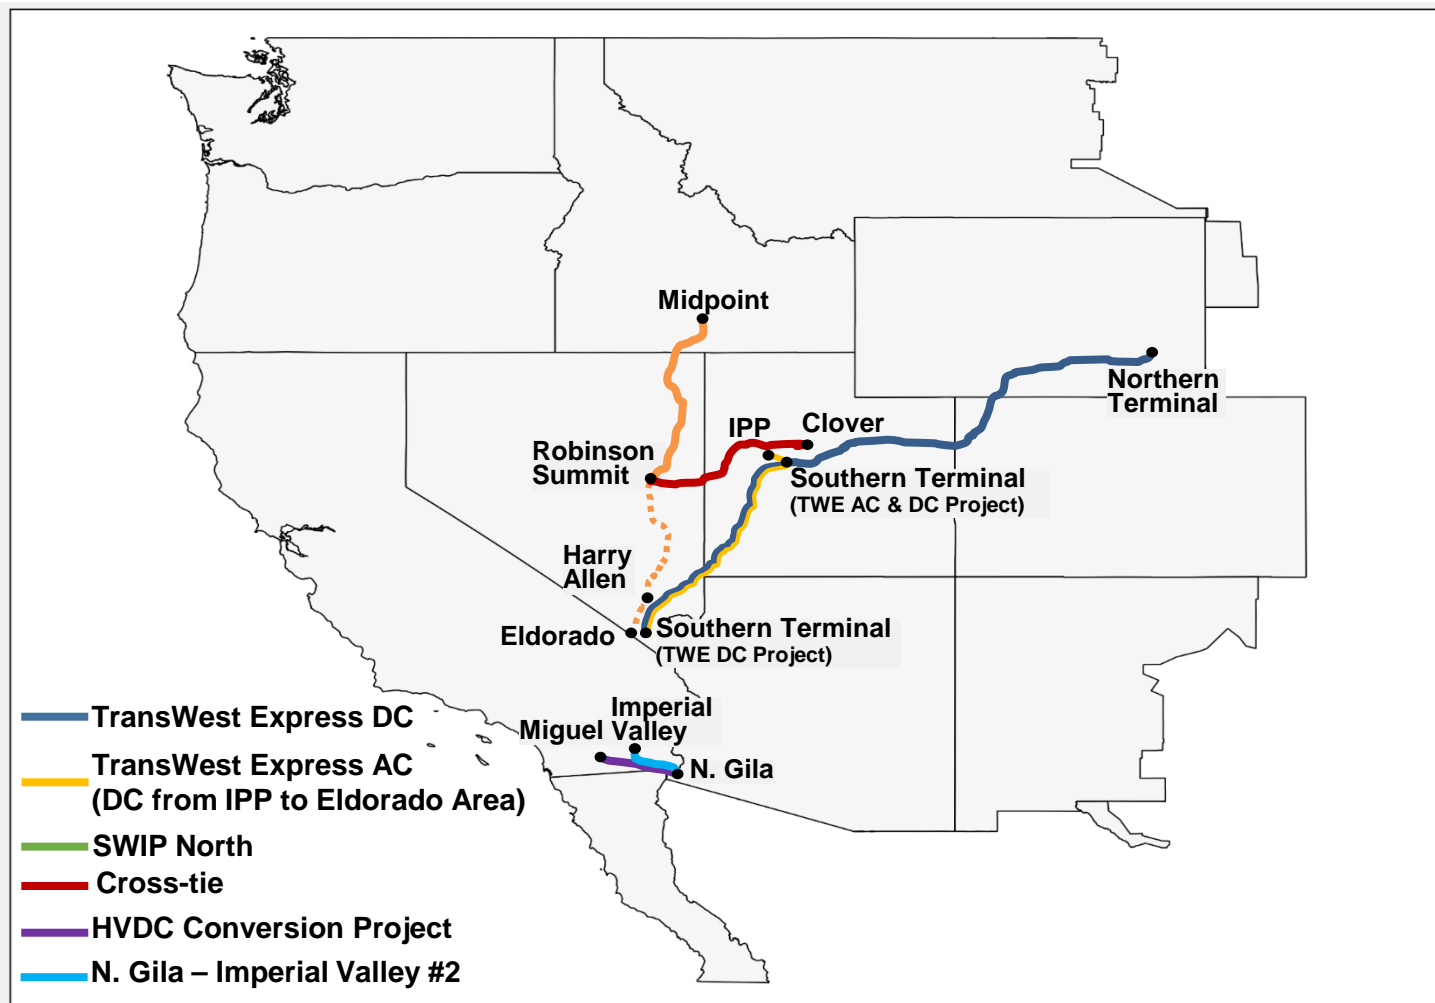 Midpoint
Northern
Terminal
IPP
Clover
Robinson
Summit
Southern Terminal
(TWE AC & DC Project)
Harry
Allen
Eldorado
Southern Terminal
(TWE DC Project)
Imperial
Miguel Valley
N. Gila
TransWest Express DC
TransWest Express AC
(DC from IPP to Eldorado Area)
SWIP North
Cross-tie
HVDC Conversion Project
N. Gila – Imperial Valley #2